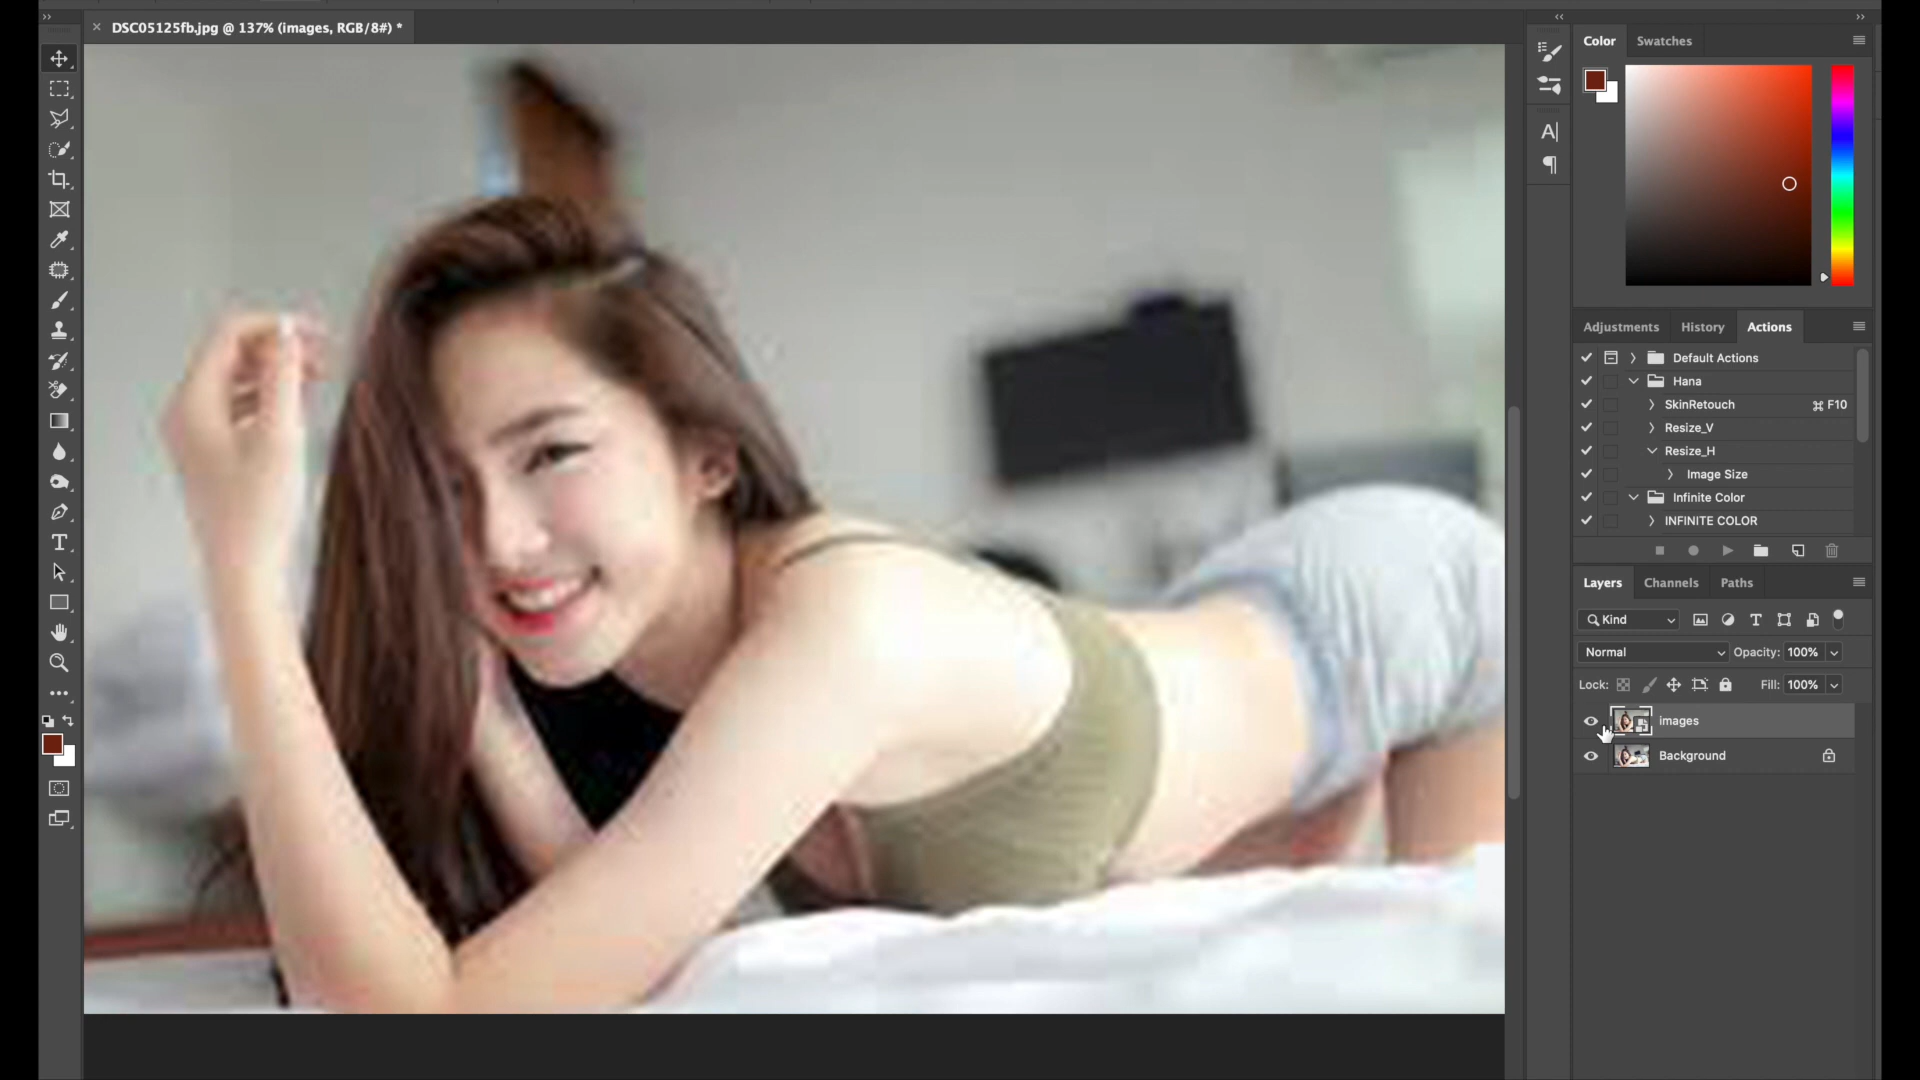 DSC05125fb.jpg @ 137% (images, RGB/8#) *
Color
Swatches
Adjustments
History
Actions
Default Actions
Hana
SkinRetouch
⌘ F10
Resize_V
Resize_H
Image Size
Infinite Color
INFINITE COLOR
Layers
Channels
Paths
Kind
Normal
Opacity: 100%
Lock:
Fill: 100%
images
Background